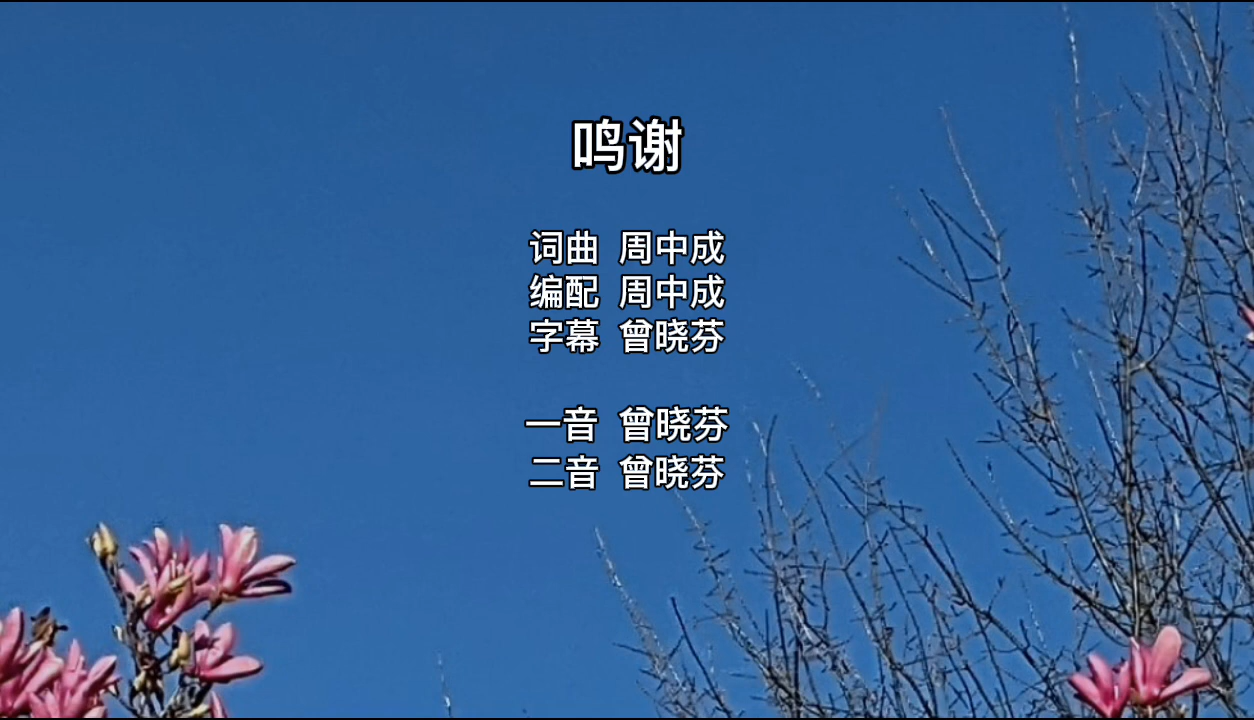 鸣谢
词曲 周中成
编配 周中成
字幕 曾晓芬
一音 曾晓芬
二音 曾晓芬